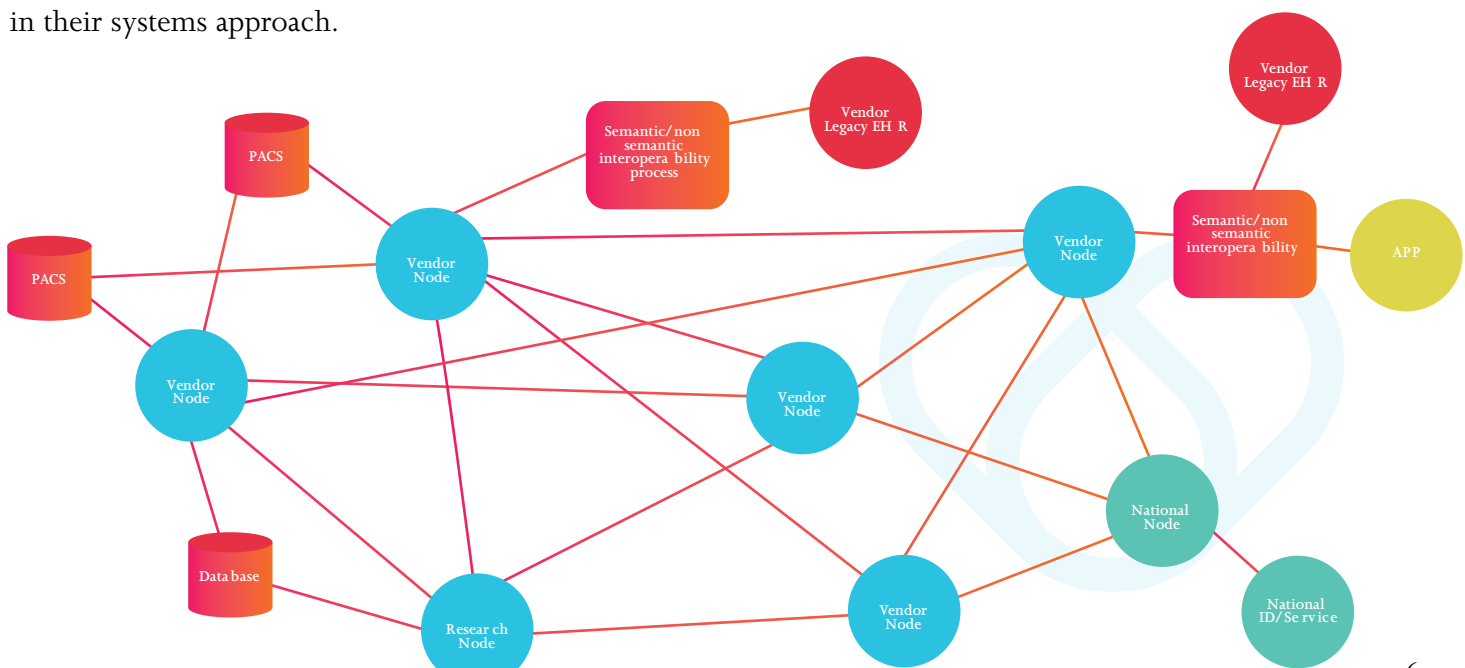 in their systems approach.
Vendor
Legacy EH R
Vendor
Legacy EH R
Semantic/non
semantic
interopera bility
process
PACS
Semantic/non
semantic
interopera bility
APP
Vendor
Node
Vendor
Node
PACS
Vendor
Node
Vendor
Node
National
Node
Data base
Resear ch
Node
Vendor
Node
National
ID/Se rv ice